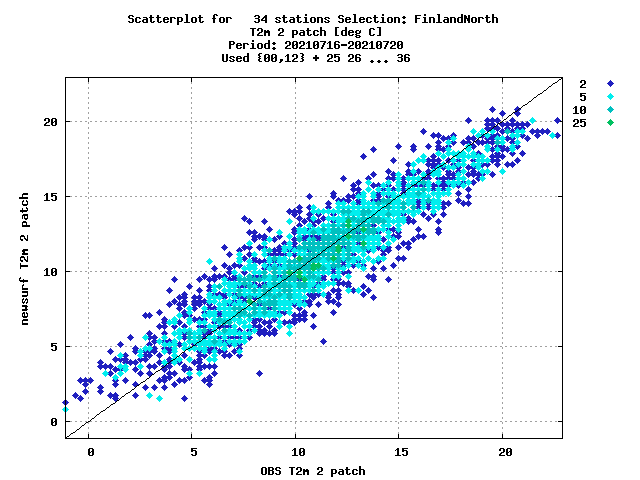 Scatterplot for   34 stations Selection: FinlandNorth
T2m 2 patch [deg C]
Period: 20210716-20210720
Used {00,12} + 25 26 ... 36
2
5
10
25
20
15
10
5
0
newsurf T2m 2 patch
0 5 10 15 20
OBS T2m 2 patch